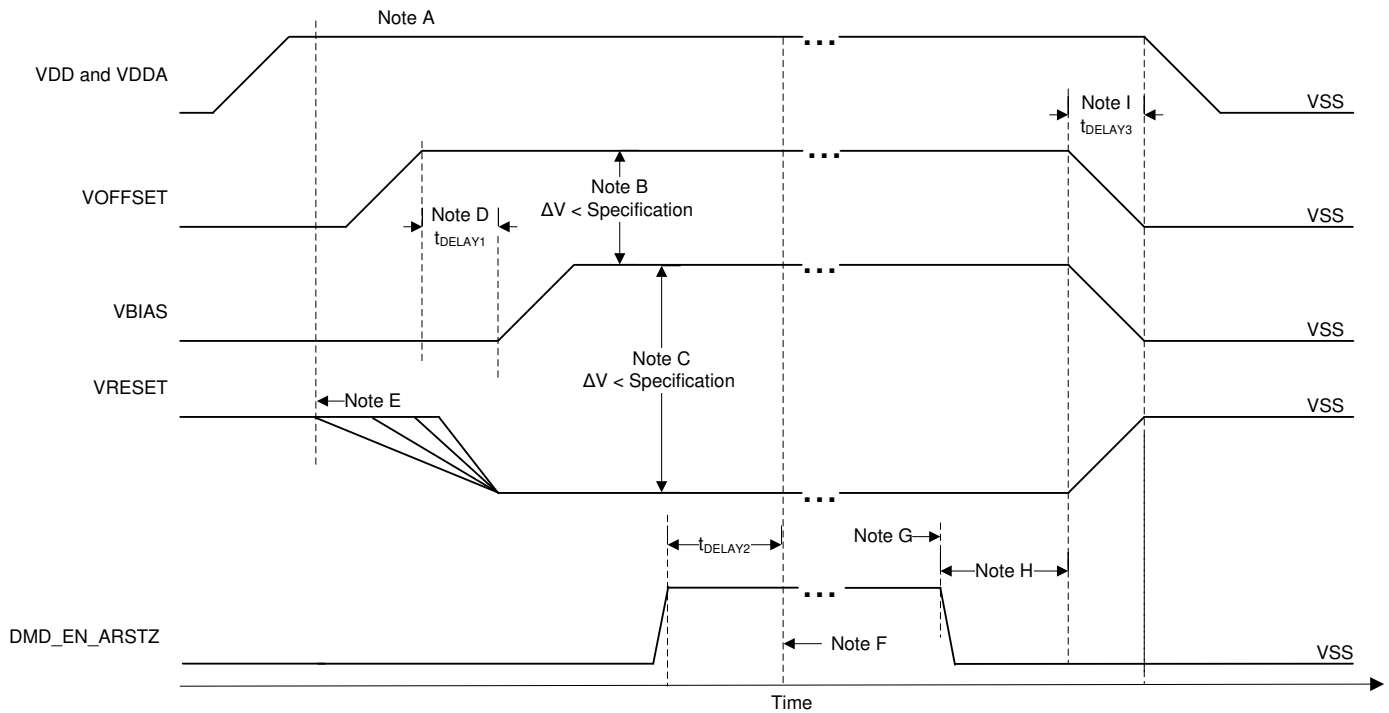 Note A
VDD and VDDA
...
VSS
Note I
tDELAY3
VOFFSET
...
Note B
ΔV < Specification
Note D
tDELAY1
VSS
VBIAS
...
VSS
Note C
ΔV < Specification
VRESET
Note E
VSS
...
tDELAY2
Note G
Note H
DMD_EN_ARSTZ
...
Note F
VSS
Time